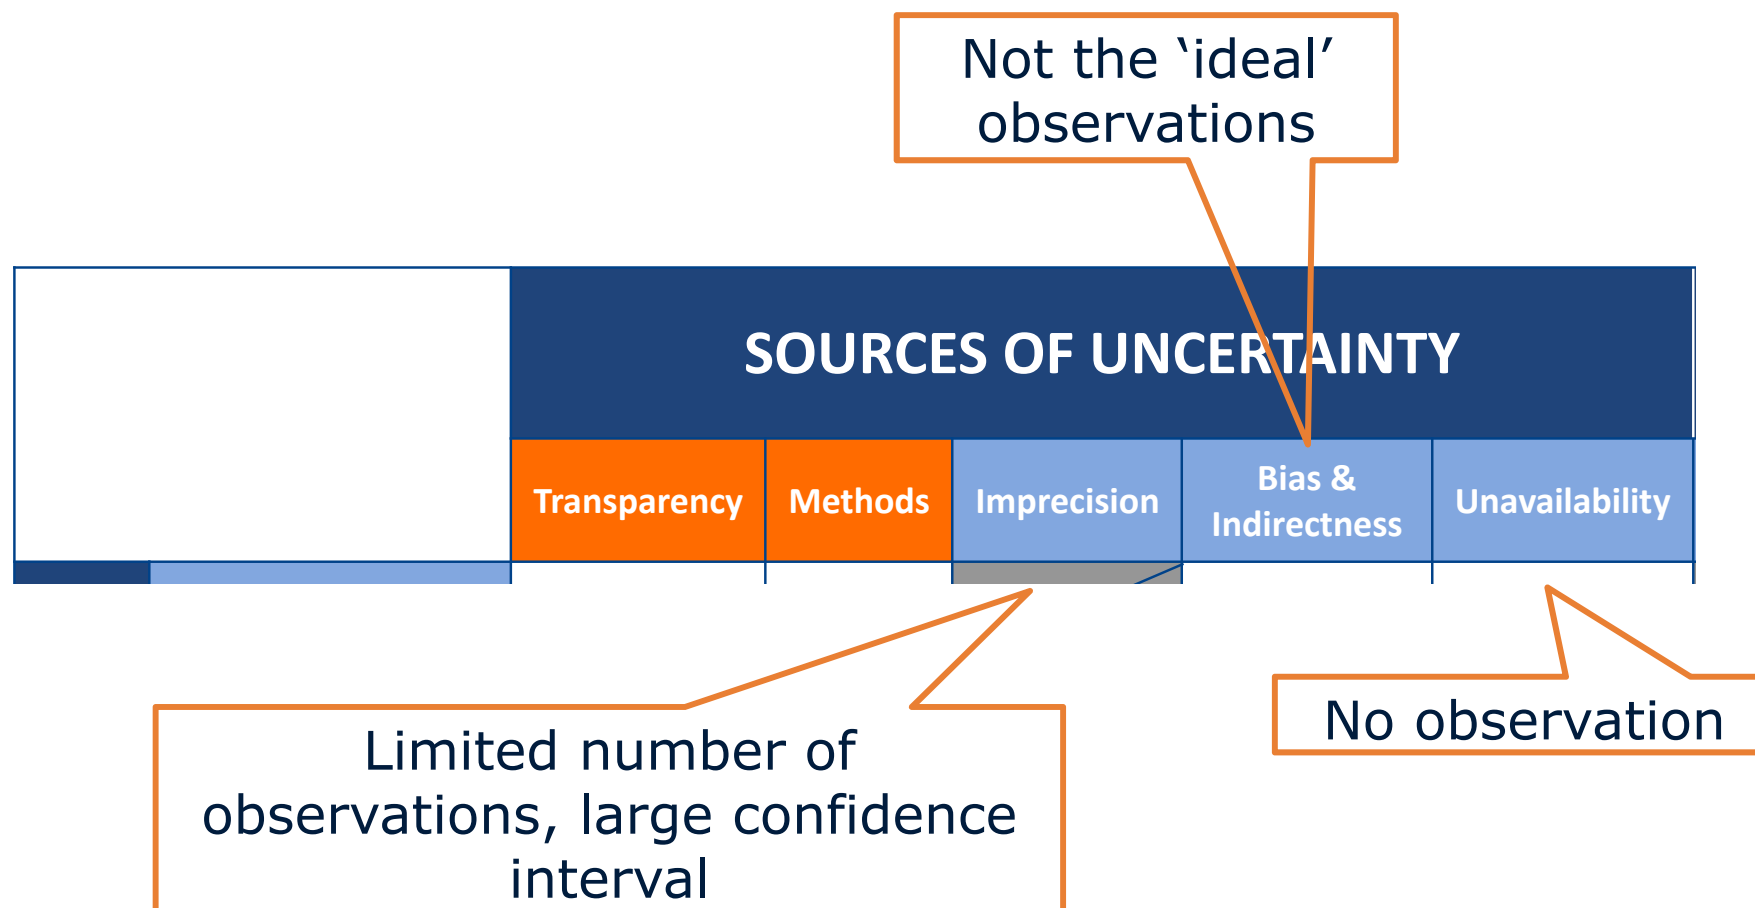 Not the ‘ideal’
observations
SOURCES OF UNCERTAINTY
Transparency
Methods
Imprecision
Bias &
Indirectness
Unavailability
Limited number of
observations, large confidence
interval
No observation